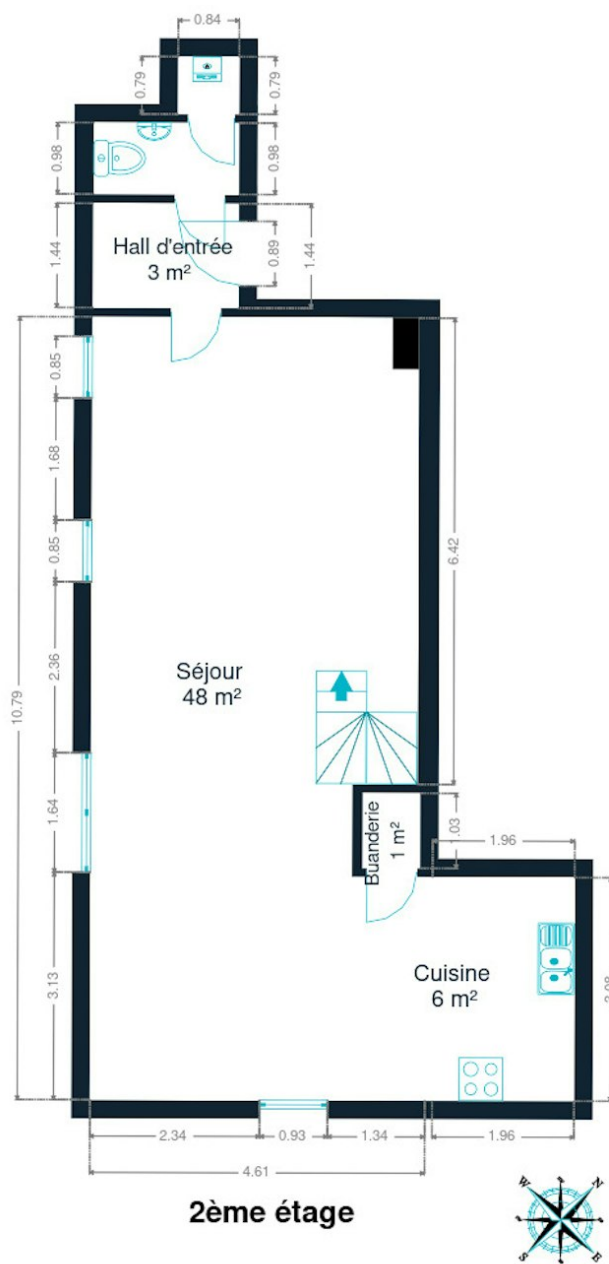 0.84
0.79
0.79
0.98
0.98
1.44
Hall d'entrée
3 m²
0.89
1.44
0.85
1.68
0.85
6.42
2.36
Séjour
48 m²
10.79
1.64
Buanderie
1 m²
1.03
1.96
3.13
Cuisine
6 m²
2.34
0.93
1.34
1.96
4.61
2ème étage
W
N
S
E